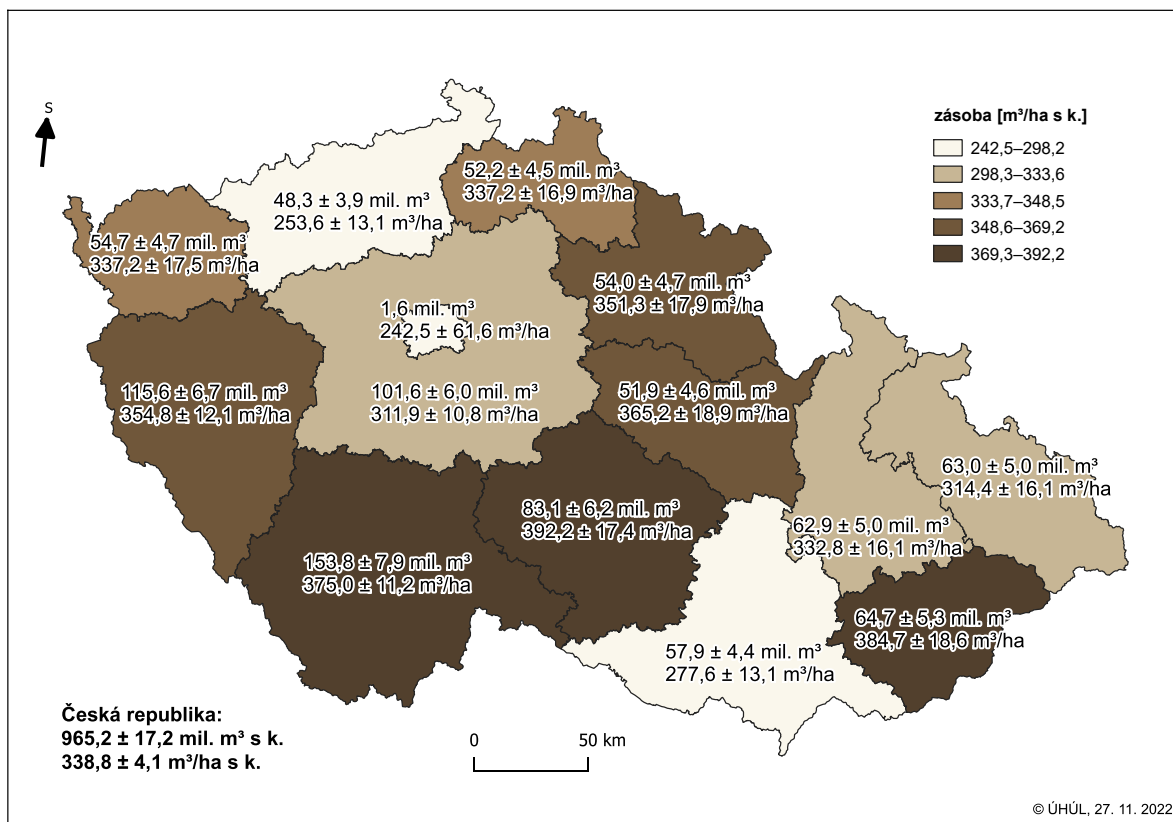 S
zásoba [m³/ha s k.]
242,5–298,2
298,3–333,6
333,7–348,5
348,6–369,2
369,3–392,2
52,2 ± 4,5 mil. m³
337,2 ± 16,9 m³/ha
48,3 ± 3,9 mil. m³
253,6 ± 13,1 m³/ha
54,7 ± 4,7 mil. m³
337,2 ± 17,5 m³/ha
54,0 ± 4,7 mil. m³
351,3 ± 17,9 m³/ha
1,6 mil. m³
242,5 ± 61,6 m³/ha
115,6 ± 6,7 mil. m³
354,8 ± 12,1 m³/ha
101,6 ± 6,0 mil. m³
311,9 ± 10,8 m³/ha
51,9 ± 4,6 mil. m³
365,2 ± 18,9 m³/ha
63,0 ± 5,0 mil. m³
314,4 ± 16,1 m³/ha
83,1 ± 6,2 mil. m³
392,2 ± 17,4 m³/ha
62,9 ± 5,0 mil. m³
332,8 ± 16,1 m³/ha
153,8 ± 7,9 mil. m³
375,0 ± 11,2 m³/ha
64,7 ± 5,3 mil. m³
384,7 ± 18,6 m³/ha
57,9 ± 4,4 mil. m³
277,6 ± 13,1 m³/ha
Česká republika:
965,2 ± 17,2 mil. m³ s k.
338,8 ± 4,1 m³/ha s k.
0 50 km
© ÚHÚL, 27. 11. 2022